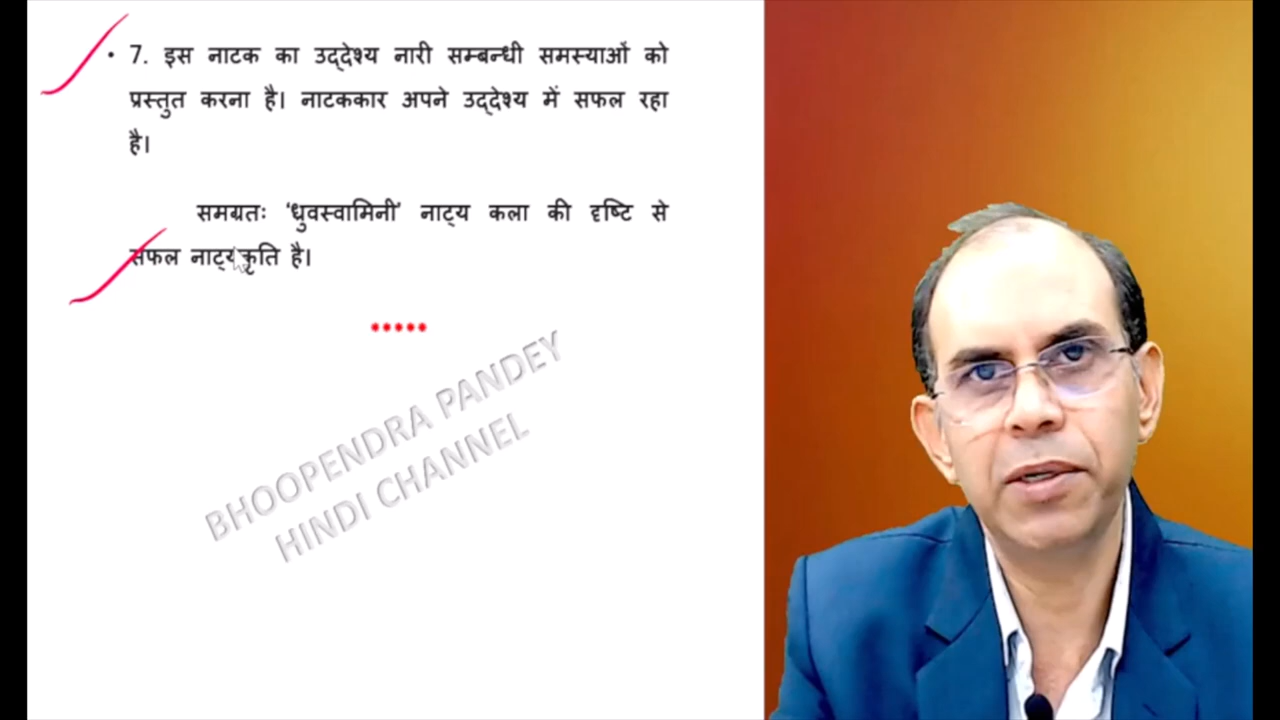 • 7. इस नाटक का उद्देश्य नारी सम्बन्धी समस्याओं को
प्रस्तुत करना है। नाटककार अपने उद्देश्य में सफल रहा
है।
समग्रतः ‘ध्रुवस्वामिनी’ नाट्य कला की दृष्टि से
सफल नाट्यकृति है।
*****
BHOOPENDRA PANDEY
HINDI CHANNEL